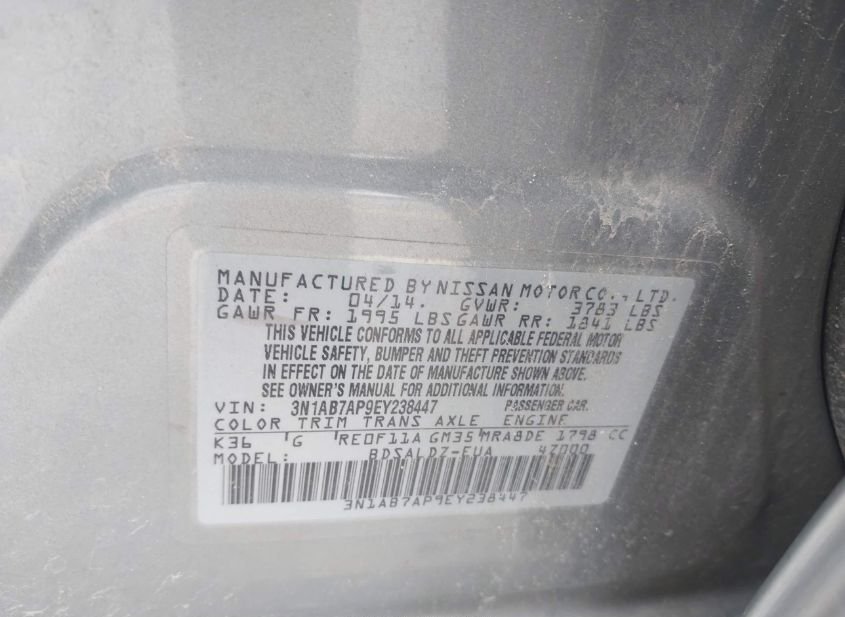 MANUFACTURED BY NISSAN MOTOR CO., LTD.
DATE: 04/14. GVWR: 3783 LBS
GAWR FR: 1995 LBS GAWR RR: 1841 LBS
THIS VEHICLE CONFORMS TO ALL APPLICABLE FEDERAL MOTOR
VEHICLE SAFETY, BUMPER AND THEFT PREVENTION STANDARDS
IN EFFECT ON THE DATE OF MANUFACTURE SHOWN ABOVE.
SEE OWNER'S MANUAL FOR ADDITIONAL INFORMATION.
VIN: 3N1AB7AP9EY238447 PASSENGER CAR.
COLOR TRIM TRANS AXLE ENGINE
K36 G RE0F11A GM35 MRA8DE 1798 CC
MODEL: BDSALDZ-EUA 47000
3N1AB7AP9EY238447